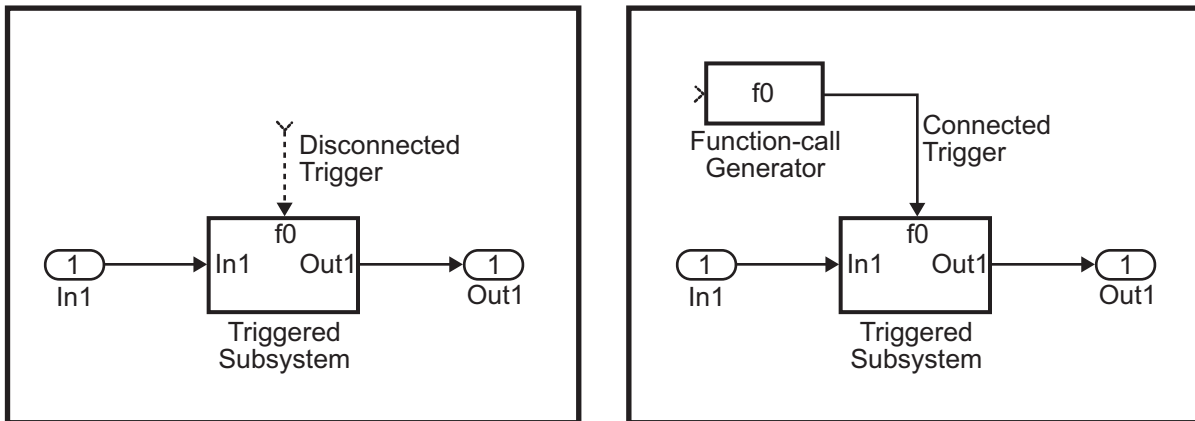 Disconnected
Trigger
f0
1
In1
In1
Out1
1
Out1
Triggered
Subsystem
f0
Function-call
Generator
Connected
Trigger
f0
1
In1
In1
Out1
1
Out1
Triggered
Subsystem